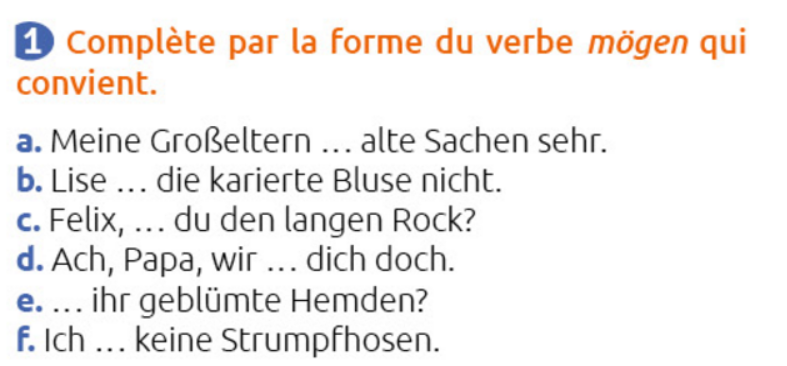 1 Complète par la forme du verbe mögen qui
convient.
a. Meine Großeltern … alte Sachen sehr.
b. Lise … die karierte Bluse nicht.
c. Felix, … du den langen Rock?
d. Ach, Papa, wir … dich doch.
e. … ihr geblümte Hemden?
f. Ich … keine Strumpfhosen.